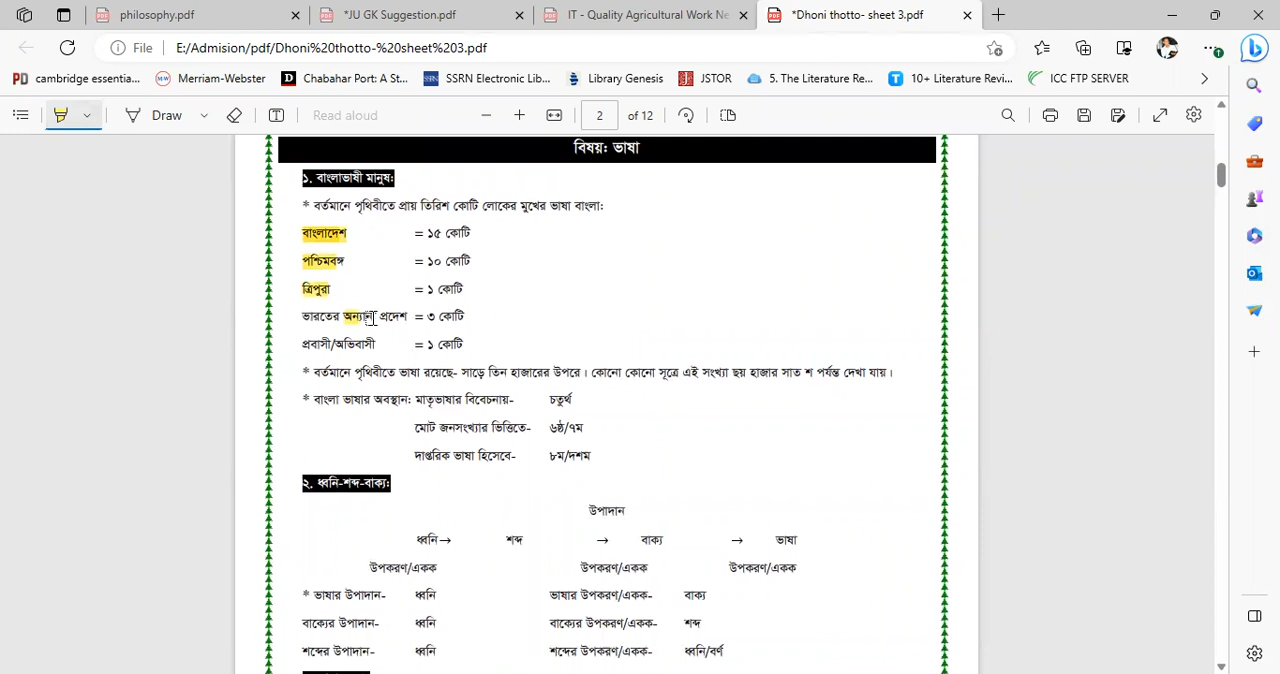 philosophy.pdf
*JU GK Suggestion.pdf
IT - Quality Agricultural Work Ne
*Dhoni thotto- sheet 3.pdf
File
E:/Admision/pdf/Dhoni%20thotto-%20sheet%203.pdf
cambridge essentia...
Merriam-Webster
Chabahar Port: A St...
SSRN Electronic Lib...
Library Genesis
JSTOR
5. The Literature Re...
10+ Literature Revi...
ICC FTP SERVER
Draw
Read aloud
2 of 12
বিষয়: ভাষা
১. বাংলাভাষী মানুষ:
* বর্তমানে পৃথিবীতে প্রায় তিরিশ কোটি লোকের মুখের ভাষা বাংলা:
বাংলাদেশ = ১৫ কোটি
পশ্চিমবঙ্গ = ১০ কোটি
ত্রিপুরা = ১ কোটি
ভারতের অন্যান্য প্রদেশ = ৩ কোটি
প্রবাসী/অভিবাসী = ১ কোটি
* বর্তমানে পৃথিবীতে ভাষা রয়েছে- সাড়ে তিন হাজারের উপরে। কোনো কোনো সূত্রে এই সংখ্যা ছয় হাজার সাত শ পর্যন্ত দেখা যায়।
* বাংলা ভাষার অবস্থান: মাতৃভাষার বিবেচনায়- চতুর্থ
মোট জনসংখ্যার ভিত্তিতে- ৬ষ্ঠ/৭ম
দাপ্তরিক ভাষা হিসেবে- ৮ম/দশম
২. ধ্বনি-শব্দ-বাক্য:
উপাদান
ধ্বনি→ শব্দ → বাক্য → ভাষা
উপকরণ/একক উপকরণ/একক উপকরণ/একক
* ভাষার উপাদান- ধ্বনি ভাষার উপকরণ/একক- বাক্য
বাক্যের উপাদান- ধ্বনি বাক্যের উপকরণ/একক- শব্দ
শব্দের উপাদান- ধ্বনি শব্দের উপকরণ/একক- ধ্বনি/বর্ণ